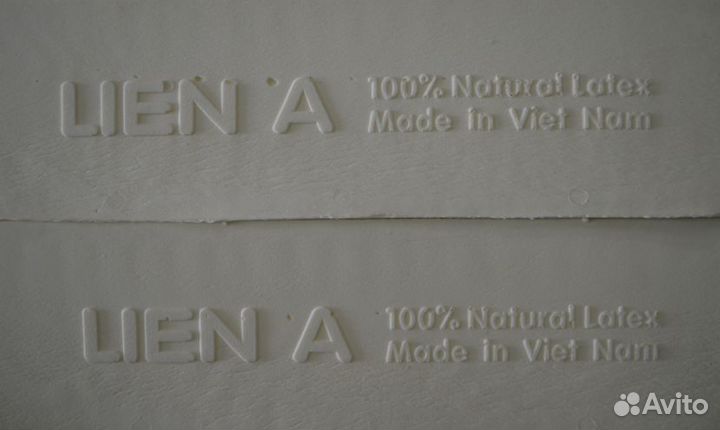 LIEN A 100% Natural Latex
Made in Viet Nam
LIEN A 100% Natural Latex
Made in Viet Nam
Avito